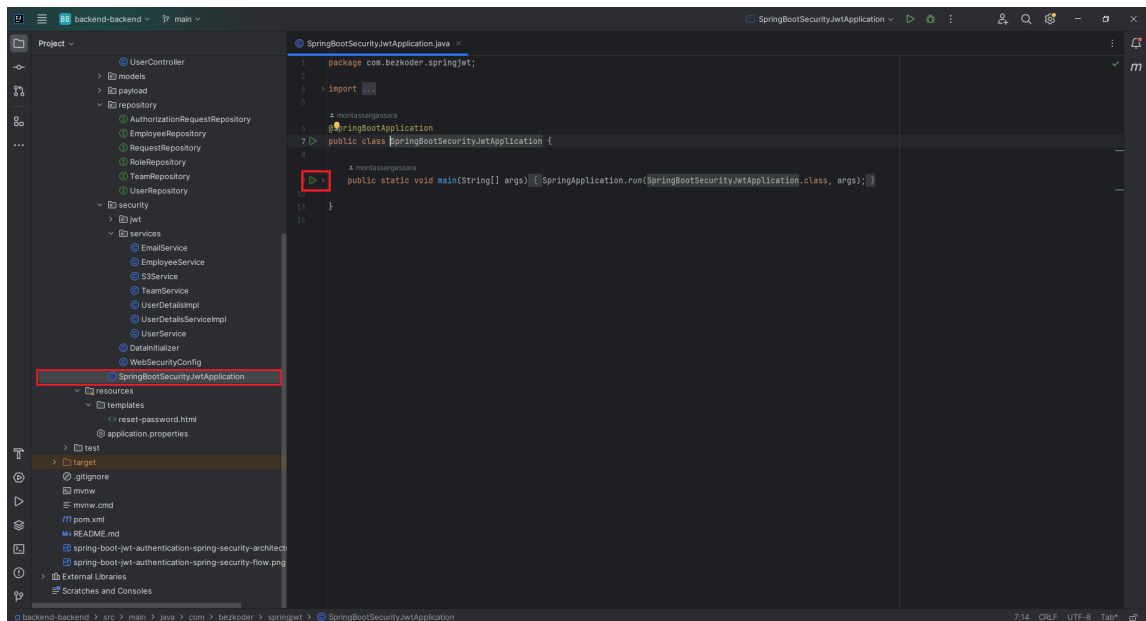 BB backend-backend main SpringBootSecurityJwtApplication
Project
SpringBootSecurityJwtApplication.java
UserController
models
payload
repository
AuthorizationRequestRepository
EmployeeRepository
RequestRepository
RoleRepository
TeamRepository
UserRepository
security
jwt
services
EmailService
EmployeeService
S3Service
TeamService
UserDetailsImpl
UserDetailsServiceImpl
UserService
DataInitializer
WebSecurityConfig
SpringBootSecurityJwtApplication
resources
templates
reset-password.html
application.properties
test
target
.gitignore
mvnw
mvnw.cmd
pom.xml
M↓ README.md
spring-boot-jwt-authentication-spring-security-architect
spring-boot-jwt-authentication-spring-security-flow.png
External Libraries
Scratches and Consoles
1 package com.bezkoder.springjwt;
2
3 import ...
5
montassargassara
6 @SpringBootApplication
7 public class SpringBootSecurityJwtApplication {
8
montassargassara
public static void main(String[] args) { SpringApplication.run(SpringBootSecurityJwtApplication.class, args); }
12
13 }
14
m
backend-backend > src > main > java > com > bezkoder > springjwt > SpringBootSecurityJwtApplication
7:14 CRLF UTF-8 Tab*